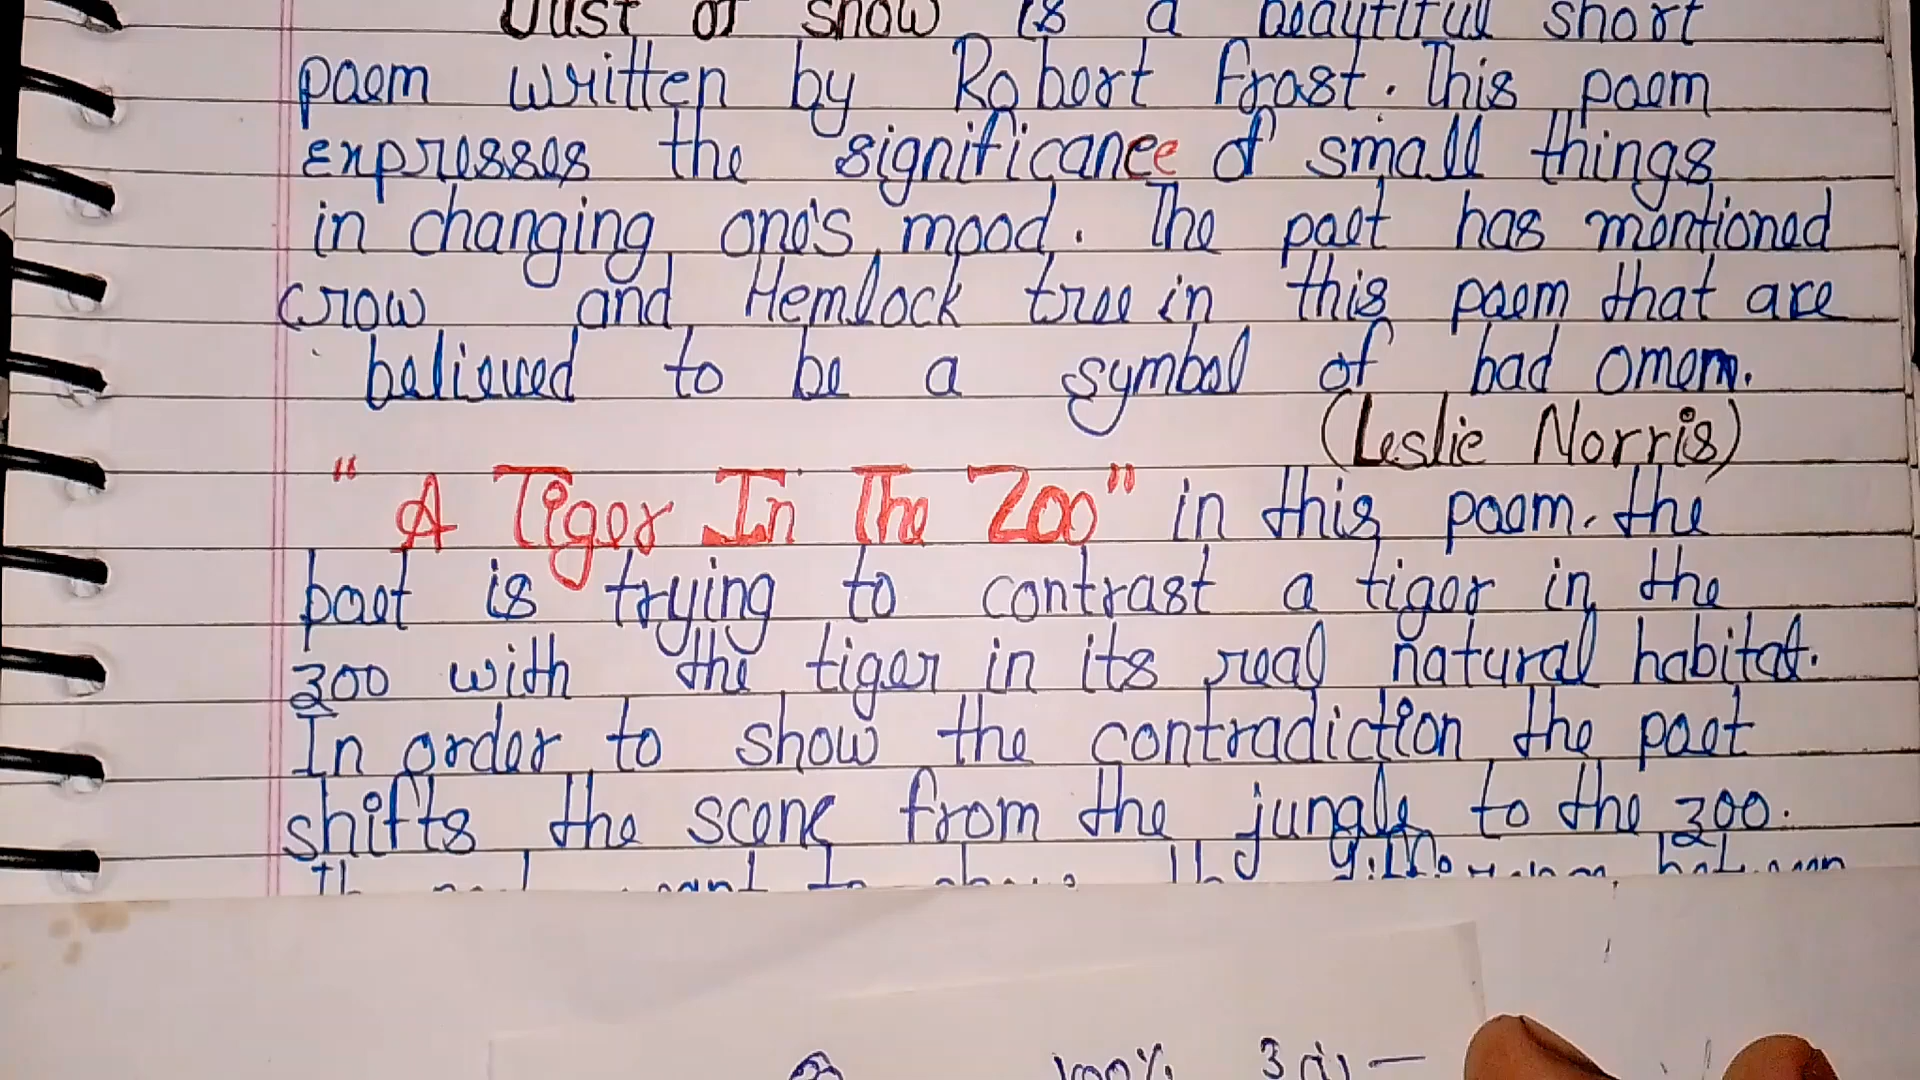 Dust of snow is a beautiful short
poem written by Robert Frost. This poem
expresses the significance of small things
in changing one's mood. The poet has mentioned
crow and Hemlock tree in this poem that are
believed to be a symbol of bad omem.
(Leslie Norris)
"A Tiger In The Zoo" in this poem. the
poet is trying to contrast a tiger in the
zoo with the tiger in its real natural habitat.
In order to show the contradiction the poet
shifts the scene from the jungle to the zoo.
100%